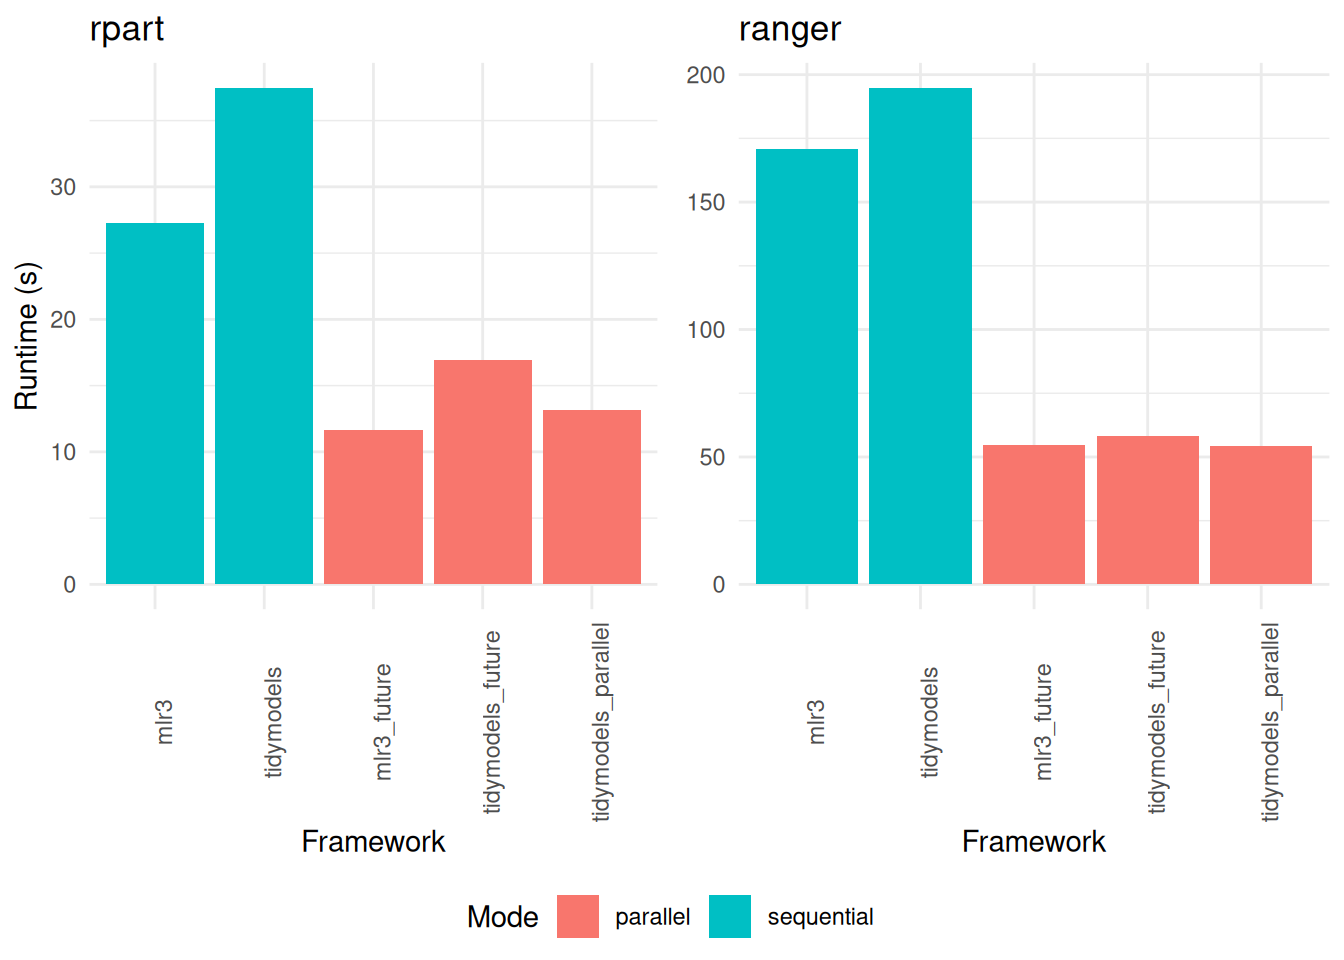 rpart
ranger
Runtime (s)
30
20
10
0
200
150
100
50
0
mlr3
tidymodels
mlr3_future
tidymodels_future
tidymodels_parallel
mlr3
tidymodels
mlr3_future
tidymodels_future
tidymodels_parallel
Framework
Framework
Mode parallel sequential